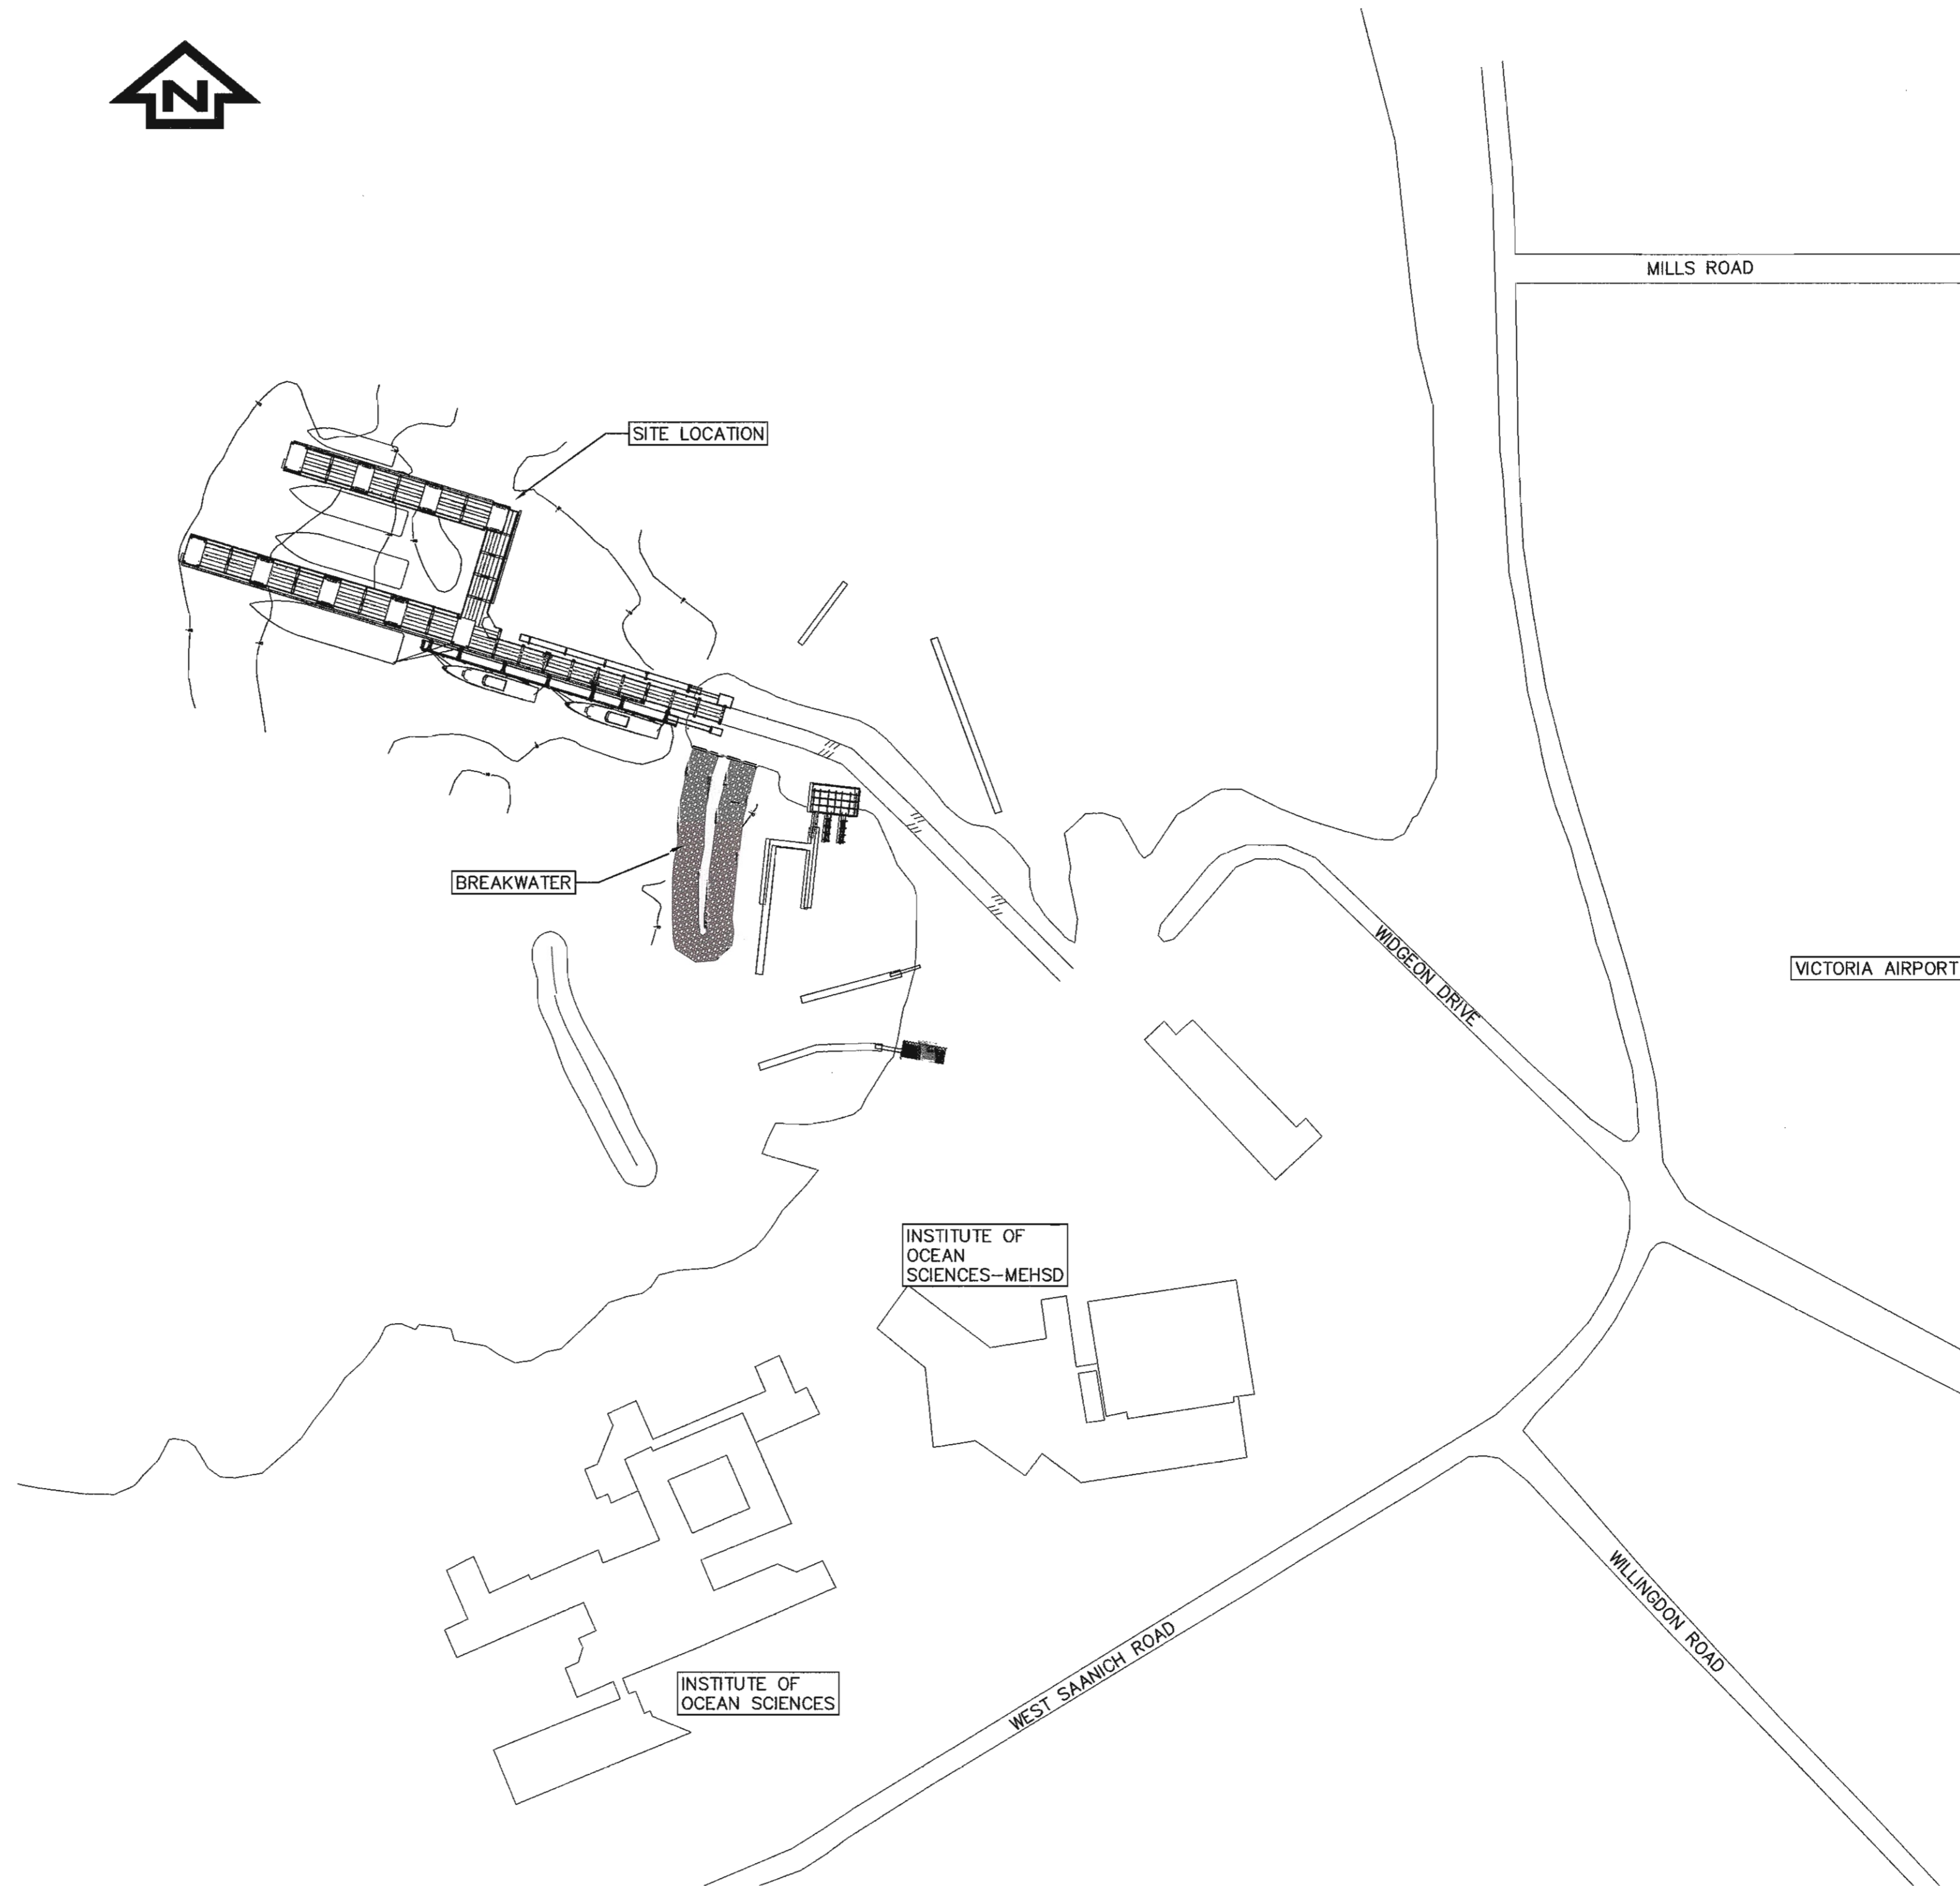 N
MILLS ROAD
SITE LOCATION
BREAKWATER
WIDGEON DRIVE
VICTORIA AIRPORT
INSTITUTE OF
OCEAN
SCIENCES-MEHSD
WILLINGDON ROAD
WEST SAANICH ROAD
INSTITUTE OF
OCEAN SCIENCES